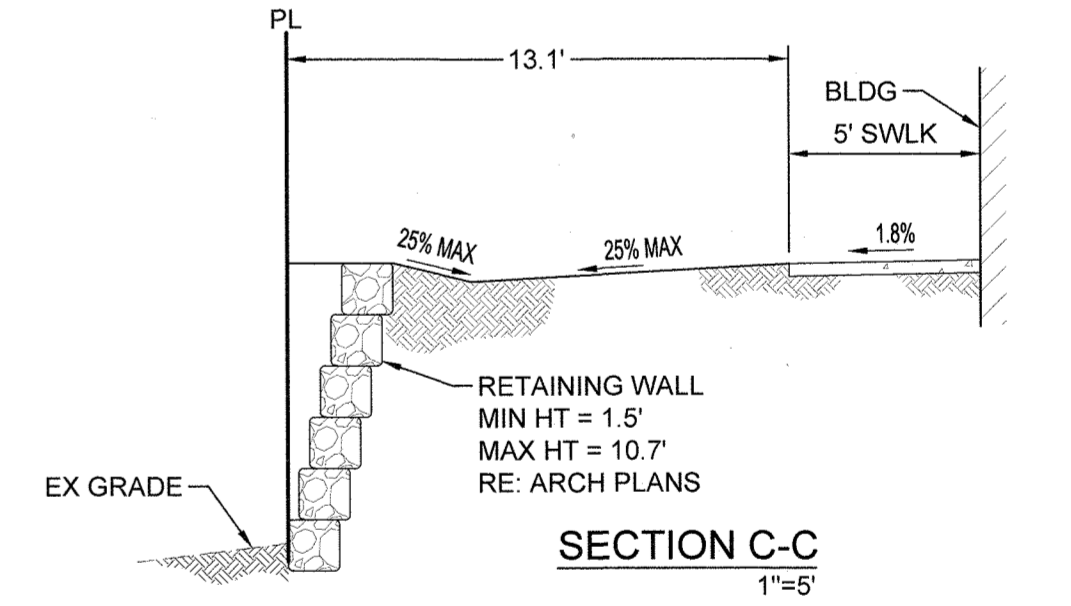 PL
13.1'
BLDG
5' SWLK
25% MAX
25% MAX
1.8%
RETAINING WALL
MIN HT = 1.5'
MAX HT = 10.7'
RE: ARCH PLANS
EX GRADE
SECTION C-C
1"=5'